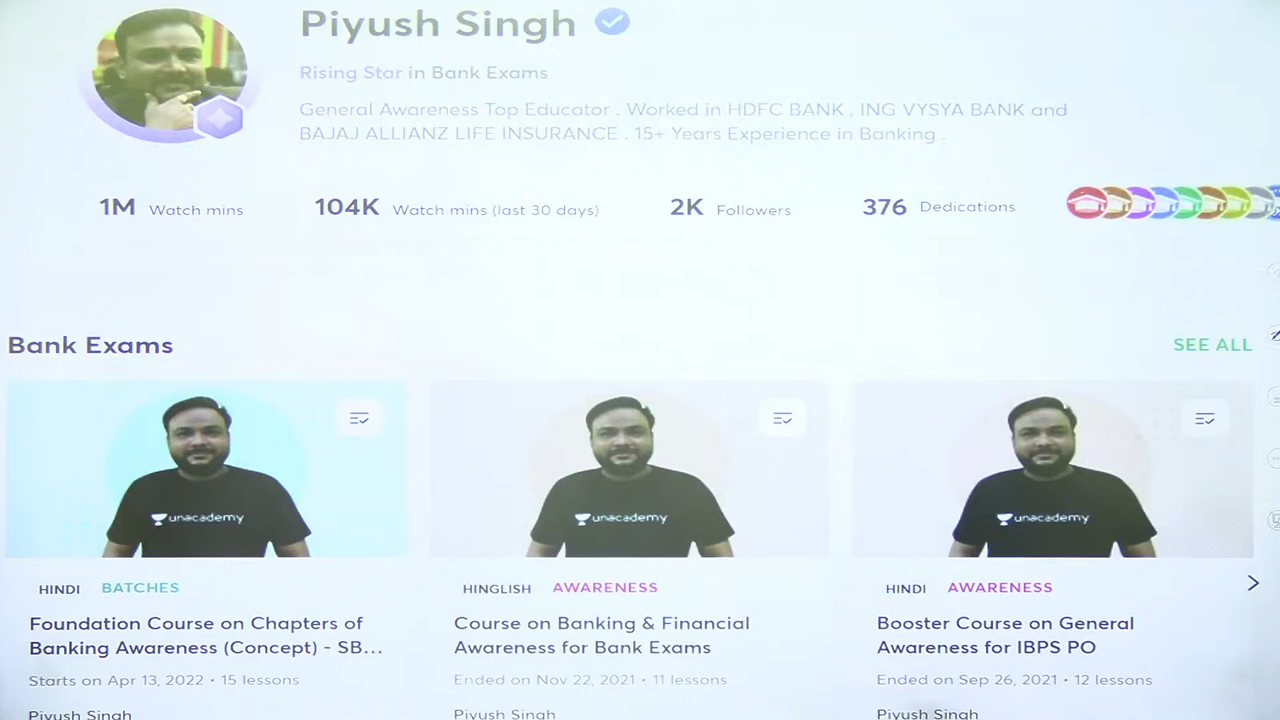 Piyush Singh
Rising Star in Bank Exams
General Awareness Top Educator . Worked in HDFC BANK , ING VYSYA BANK and
BAJAJ ALLIANZ LIFE INSURANCE . 15+ Years Experience in Banking .
1M Watch mins 104K Watch mins (last 30 days) 2K Followers 376 Dedications
Bank Exams SEE ALL
unacademy unacademy unacademy
HINDI BATCHES
Foundation Course on Chapters of
Banking Awareness (Concept) - SB...
Starts on Apr 13, 2022 • 15 lessons
Piyush Singh
HINGLISH AWARENESS
Course on Banking & Financial
Awareness for Bank Exams
Ended on Nov 22, 2021 • 11 lessons
Piyush Singh
HINDI AWARENESS
Booster Course on General
Awareness for IBPS PO
Ended on Sep 26, 2021 • 12 lessons
Piyush Singh